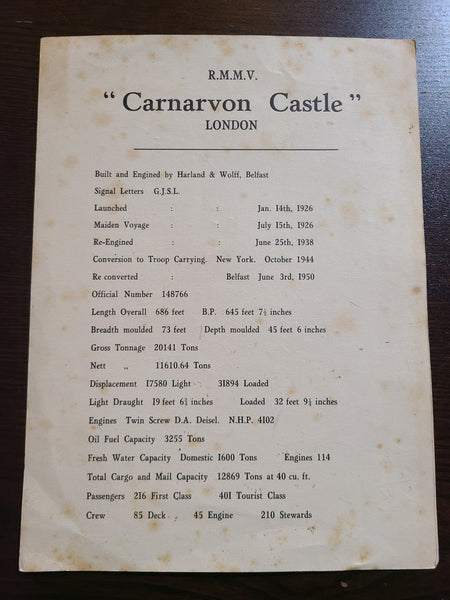 R.M.M.V.
“ Carnarvon Castle ”
LONDON
Built and Engined by Harland & Wolff, Belfast
Signal Letters G.J.S.L.
Launched : : Jan. 14th, 1926
Maiden Voyage : : July 15th, 1926
Re-Engined : : June 25th, 1938
Conversion to Troop Carrying. New York. October 1944
Re converted : Belfast June 3rd, 1950
Official Number 148766
Length Overall 686 feet B.P. 645 feet 7½ inches
Breadth moulded 73 feet Depth moulded 45 feet 6 inches
Gross Tonnage 20141 Tons
Nett „ 11610.64 Tons
Displacement 17580 Light 31894 Loaded
Light Draught 19 feet 6½ inches Loaded 32 feet 9½ inches
Engines Twin Screw D.A. Deisel. N.H.P. 4102
Oil Fuel Capacity 3255 Tons
Fresh Water Capacity Domestic 1600 Tons Engines 114
Total Cargo and Mail Capacity 12869 Tons at 40 cu. ft.
Passengers 216 First Class 401 Tourist Class
Crew 85 Deck . 45 Engine 210 Stewards